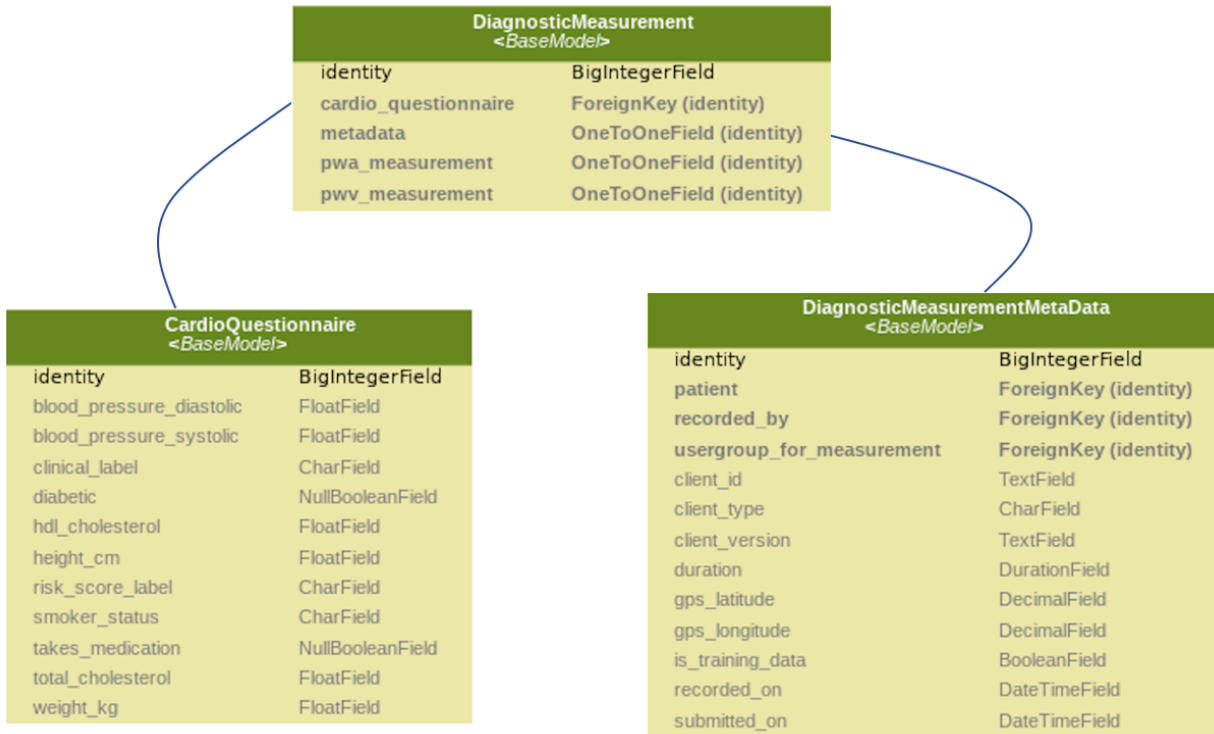 DiagnosticMeasurement
<BaseModel>
identity BigIntegerField
cardio_questionnaire ForeignKey (identity)
metadata OneToOneField (identity)
pwa_measurement OneToOneField (identity)
pwv_measurement OneToOneField (identity)
CardioQuestionnaire
<BaseModel>
identity BigIntegerField
blood_pressure_diastolic FloatField
blood_pressure_systolic FloatField
clinical_label CharField
diabetic NullBooleanField
hdl_cholesterol FloatField
height_cm FloatField
risk_score_label CharField
smoker_status CharField
takes_medication NullBooleanField
total_cholesterol FloatField
weight_kg FloatField
DiagnosticMeasurementMetaData
<BaseModel>
identity BigIntegerField
patient ForeignKey (identity)
recorded_by ForeignKey (identity)
usergroup_for_measurement ForeignKey (identity)
client_id TextField
client_type CharField
client_version TextField
duration DurationField
gps_latitude DecimalField
gps_longitude DecimalField
is_training_data BooleanField
recorded_on DateTimeField
submitted_on DateTimeField